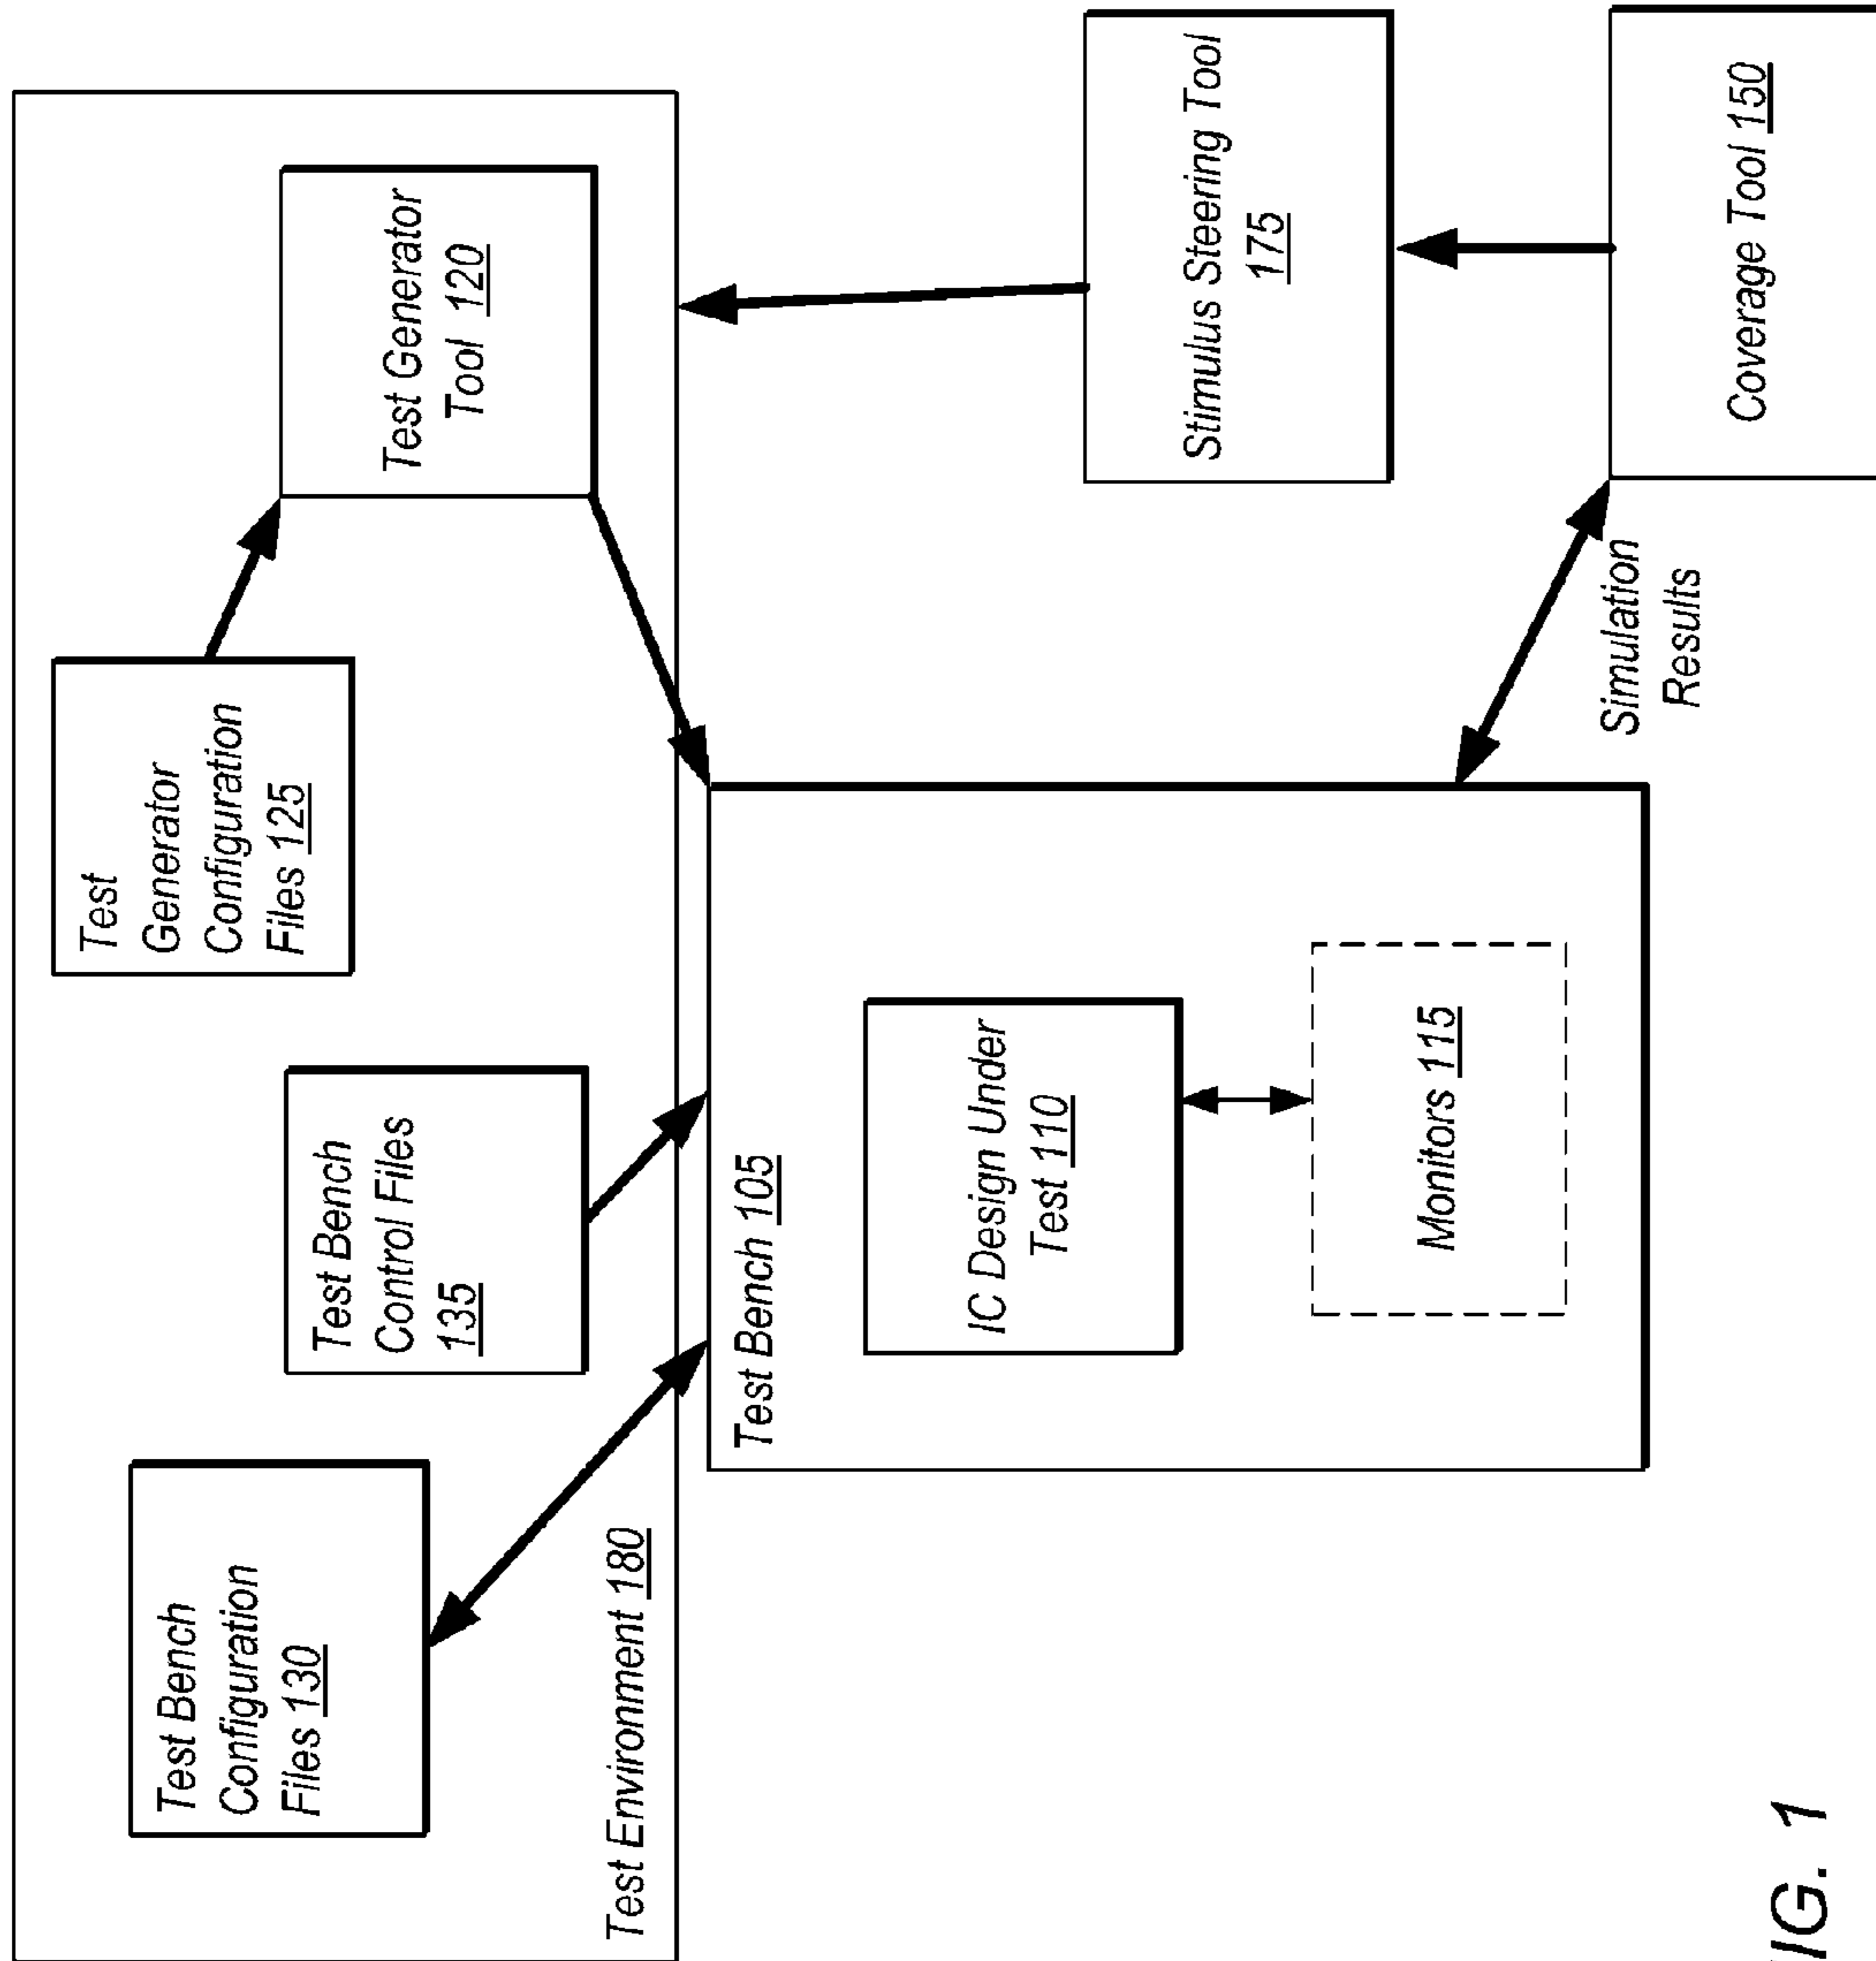 Test Bench
Configuration
Files 130
Test Bench
Control Files
135
Test
Generator
Configuration
Files 125
Test Generator
Tool 120
Test Environment 180
Test Bench 105
IC Design Under
Test 110
Monitors 115
Stimulus Steering Tool
175
Simulation
Results
Coverage Tool 150
IG. 1